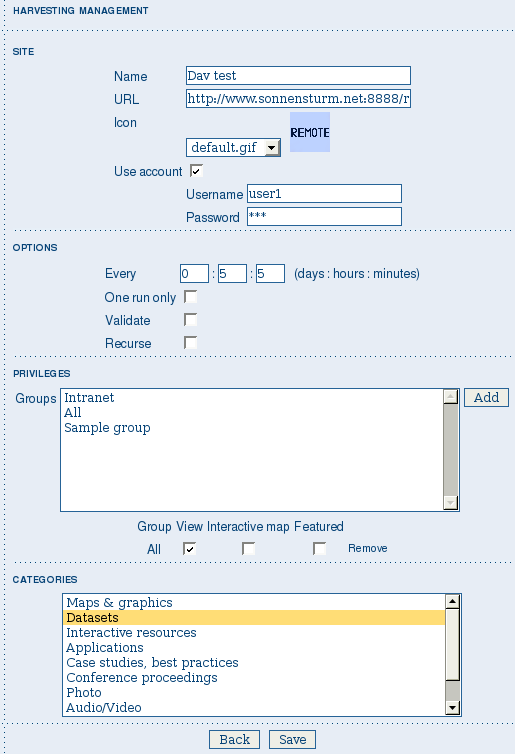 HARVESTING MANAGEMENT
SITE
Name Dav test
URL http://www.sonnensturm.net:8888/r
Icon REMOTE
default.gif
Use account
Username user1
Password ***
OPTIONS
Every 0 : 5 : 5 (days : hours : minutes)
One run only
Validate
Recurse
PRIVILEGES
Groups Intranet Add
All
Sample group
Group View Interactive map Featured
All Remove
CATEGORIES
Maps & graphics
Datasets
Interactive resources
Applications
Case studies, best practices
Conference proceedings
Photo
Audio/Video
Back Save